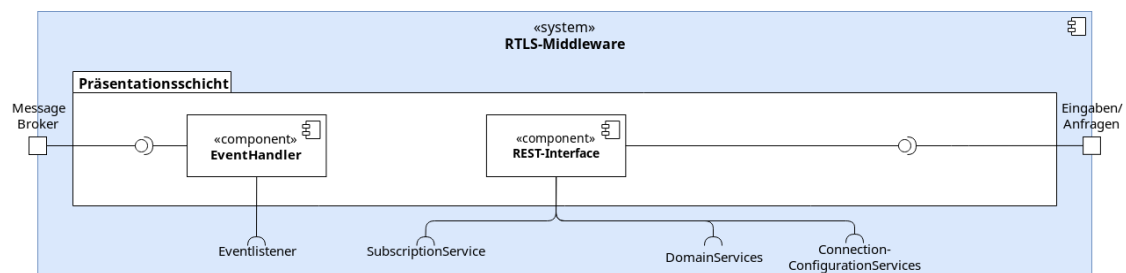 «system»
RTLS-Middleware
Präsentationsschicht
Message
Broker
Eingaben/
Anfragen
«component»
EventHandler
«component»
REST-Interface
Eventlistener
SubscriptionService
DomainServices
Connection-
ConfigurationServices